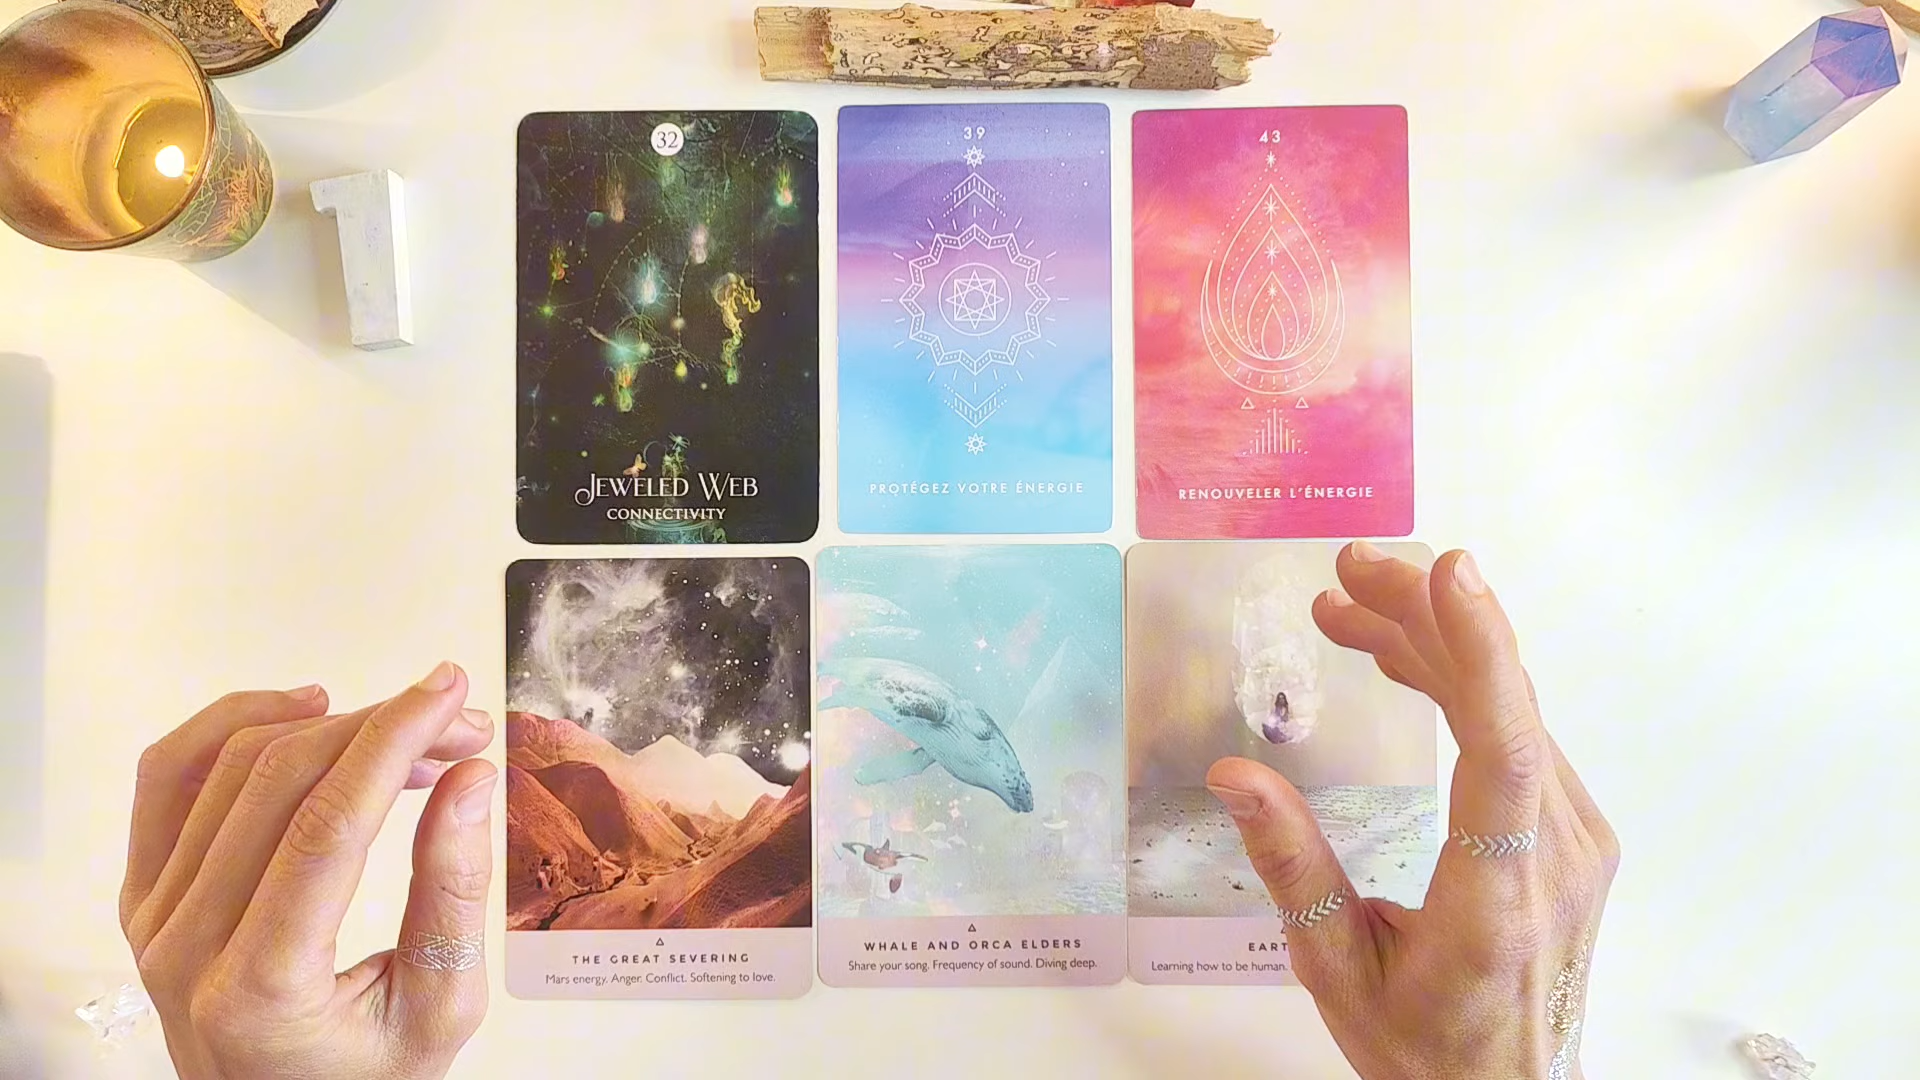 32
JEWELED WEB
CONNECTIVITY
39
PROTÉGEZ VOTRE ÉNERGIE
43
RENOUVELER L'ÉNERGIE
THE GREAT SEVERING
Mars energy. Anger. Conflict. Softening to love.
WHALE AND ORCA ELDERS
Share your song. Frequency of sound. Diving deep.
Learning how to be human.
1